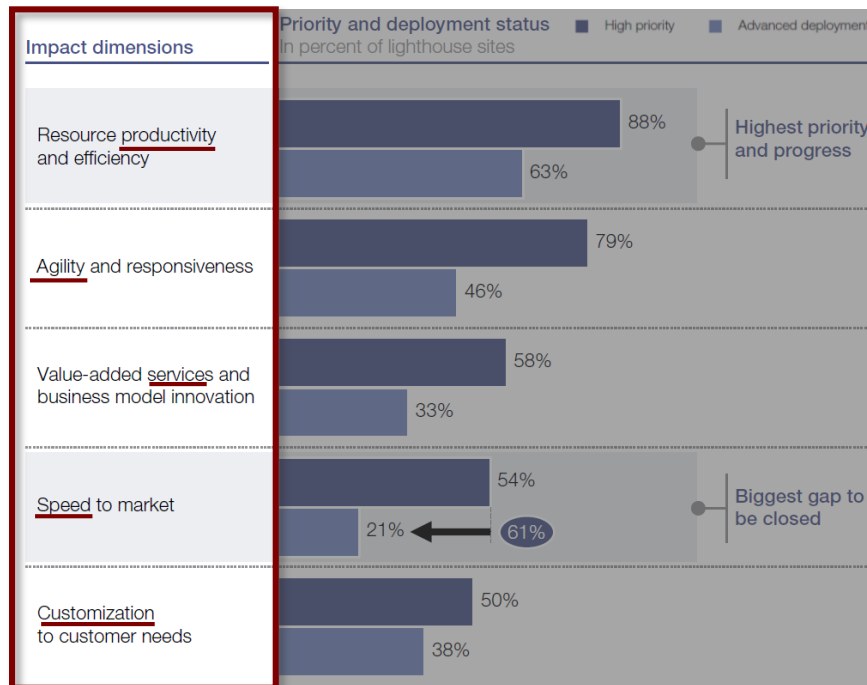 Impact dimensions
Priority and deployment status
In percent of lighthouse sites
High priority
Advanced deployment
Resource productivity
and efficiency
88%
63%
Highest priority
and progress
Agility and responsiveness
79%
46%
Value-added services and
business model innovation
58%
33%
Speed to market
54%
21%
61%
Biggest gap to
be closed
Customization
to customer needs
50%
38%